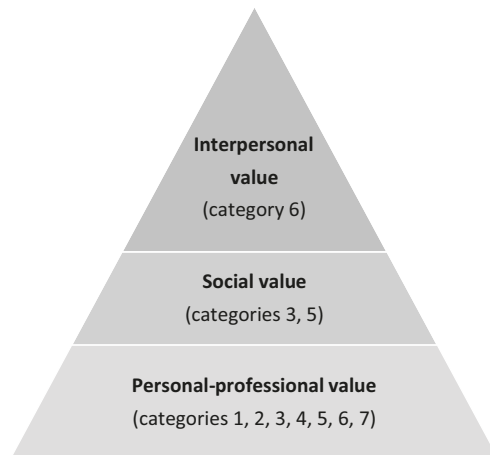 Interpersonal
value
(category 6)
Social value
(categories 3, 5)
Personal-professional value
(categories 1, 2, 3, 4, 5, 6, 7)